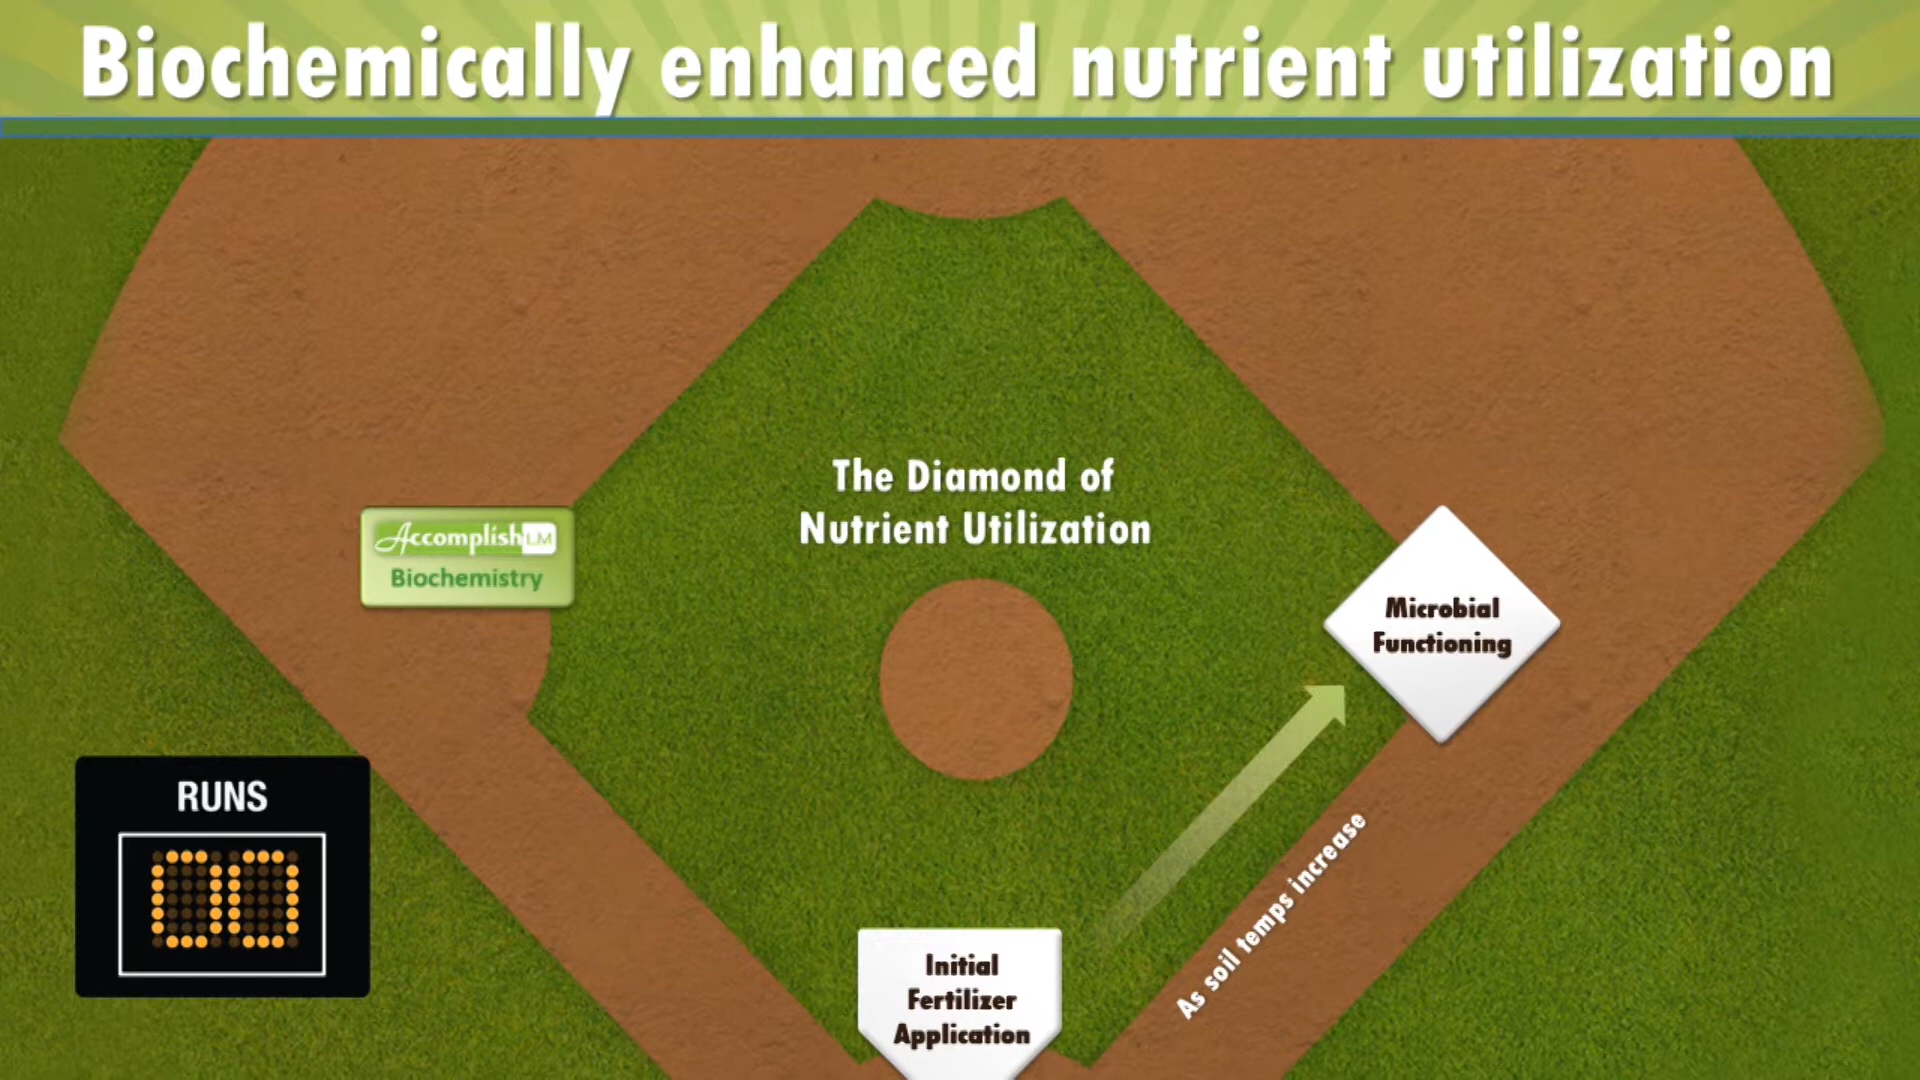 Biochemically enhanced nutrient utilization
The Diamond of
Nutrient Utilization
Accomplish LM
Biochemistry
Microbial
Functioning
As soil temps increase
RUNS
00
Initial
Fertilizer
Application